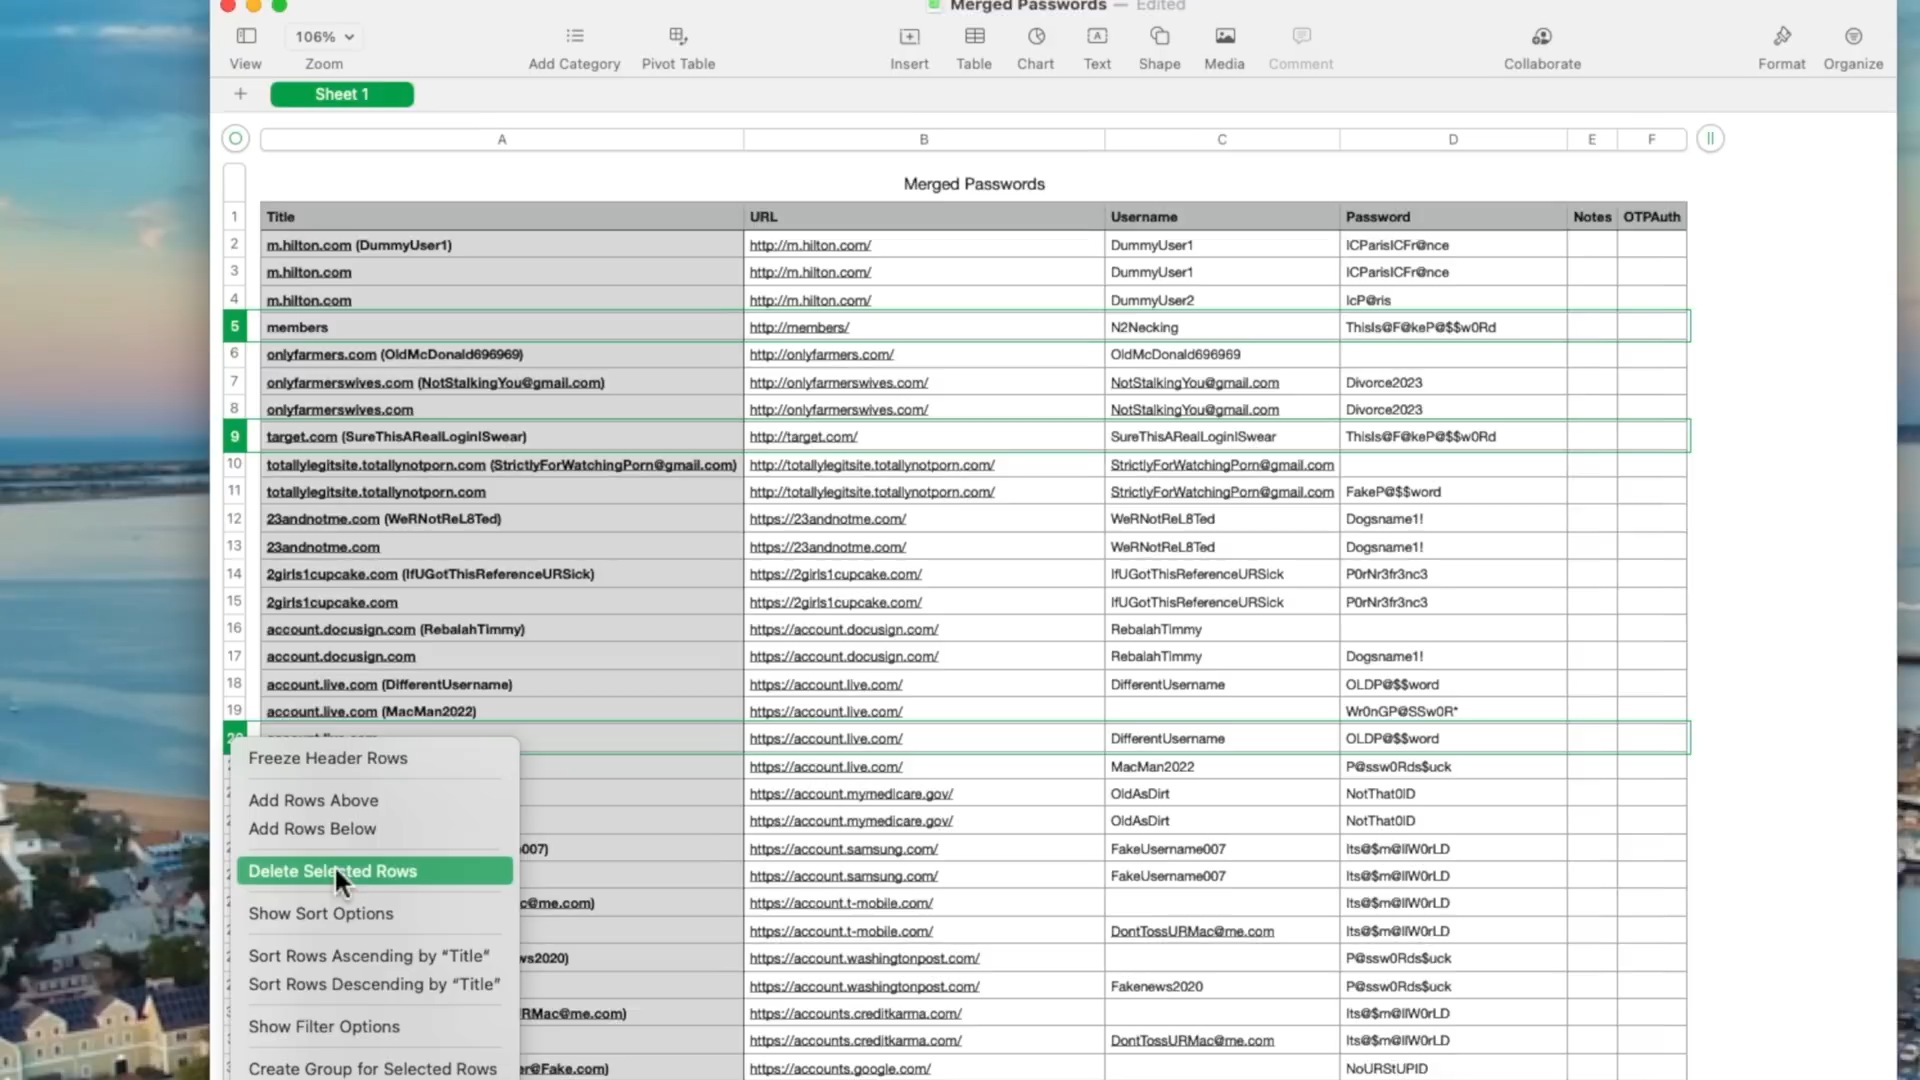 Merged Passwords — Edited
106%
View Zoom Add Category Pivot Table Insert Table Chart Text Shape Media Comment Collaborate Format Organize
+ Sheet 1
A B C D E F
Merged Passwords
1 Title URL Username Password Notes OTPAuth
2 m.hilton.com (DummyUser1) http://m.hilton.com/ DummyUser1 ICParisICFr@nce
3 m.hilton.com http://m.hilton.com/ DummyUser1 ICParisICFr@nce
4 m.hilton.com http://m.hilton.com/ DummyUser2 IcP@ris
5 members http://members/ N2Necking ThisIs@F@keP@$$w0Rd
6 onlyfarmers.com (OldMcDonald696969) http://onlyfarmers.com/ OldMcDonald696969
7 onlyfarmerswives.com (NotStalkingYou@gmail.com) http://onlyfarmerswives.com/ NotStalkingYou@gmail.com Divorce2023
8 onlyfarmerswives.com http://onlyfarmerswives.com/ NotStalkingYou@gmail.com Divorce2023
9 target.com (SureThisARealLoginISwear) http://target.com/ SureThisARealLoginISwear ThisIs@F@keP@$$w0Rd
10 totallylegitsite.totallynotporn.com (StrictlyForWatchingPorn@gmail.com) http://totallylegitsite.totallynotporn.com/ StrictlyForWatchingPorn@gmail.com
11 totallylegitsite.totallynotporn.com http://totallylegitsite.totallynotporn.com/ StrictlyForWatchingPorn@gmail.com FakeP@$$word
12 23andnotme.com (WeRNotReL8Ted) https://23andnotme.com/ WeRNotReL8Ted Dogsname1!
13 23andnotme.com https://23andnotme.com/ WeRNotReL8Ted Dogsname1!
14 2girls1cupcake.com (IfUGotThisReferenceURSick) https://2girls1cupcake.com/ IfUGotThisReferenceURSick P0rNr3fr3nc3
15 2girls1cupcake.com https://2girls1cupcake.com/ IfUGotThisReferenceURSick P0rNr3fr3nc3
16 account.docusign.com (RebalahTimmy) https://account.docusign.com/ RebalahTimmy
17 account.docusign.com https://account.docusign.com/ RebalahTimmy Dogsname1!
18 account.live.com (DifferentUsername) https://account.live.com/ DifferentUsername OLDP@$$word
19 account.live.com (MacMan2022) https://account.live.com/ Wr0nGP@SSw0R*
https://account.live.com/ DifferentUsername OLDP@$$word
Freeze Header Rows https://account.live.com/ MacMan2022 P@ssw0Rds$uck
Add Rows Above https://account.mymedicare.gov/ OldAsDirt NotThat0lD
Add Rows Below https://account.mymedicare.gov/ OldAsDirt NotThat0lD
007) https://account.samsung.com/ FakeUsername007 Its@$m@llW0rLD
Delete Selected Rows https://account.samsung.com/ FakeUsername007 Its@$m@llW0rLD
c@me.com) https://account.t-mobile.com/ Its@$m@llW0rLD
Show Sort Options https://account.t-mobile.com/ DontTossURMac@me.com Its@$m@llW0rLD
Sort Rows Ascending by “Title” ws2020) https://account.washingtonpost.com/ P@ssw0Rds$uck
Sort Rows Descending by “Title” https://account.washingtonpost.com/ Fakenews2020 P@ssw0Rds$uck
RMac@me.com) https://accounts.creditkarma.com/ Its@$m@llW0rLD
Show Filter Options https://accounts.creditkarma.com/ DontTossURMac@me.com Its@$m@llW0rLD
Create Group for Selected Rows er@Fake.com) https://accounts.google.com/ NoURStUPID